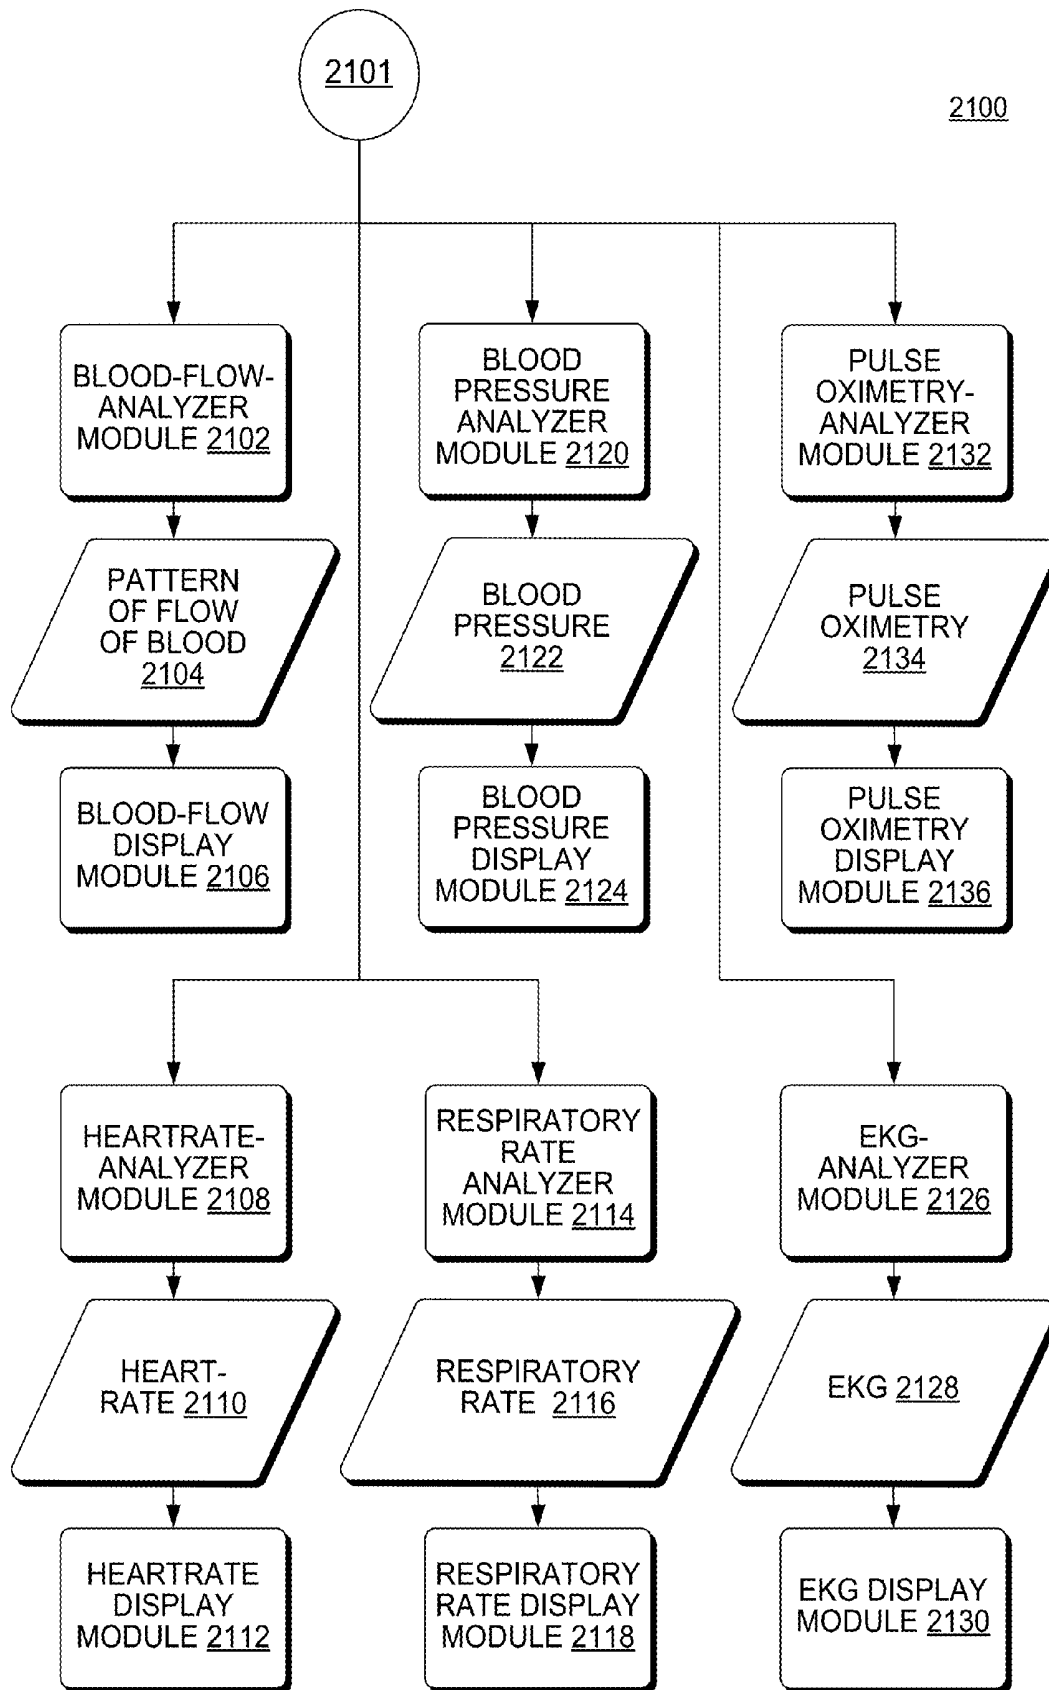 2101
2100
BLOOD-FLOW-
ANALYZER
MODULE 2102
BLOOD
PRESSURE
ANALYZER
MODULE 2120
PULSE
OXIMETRY-
ANALYZER
MODULE 2132
PATTERN
OF FLOW
OF BLOOD
2104
BLOOD
PRESSURE
2122
PULSE
OXIMETRY
2134
BLOOD-FLOW
DISPLAY
MODULE 2106
BLOOD
PRESSURE
DISPLAY
MODULE 2124
PULSE
OXIMETRY
DISPLAY
MODULE 2136
HEARTRATE-
ANALYZER
MODULE 2108
RESPIRATORY
RATE
ANALYZER
MODULE 2114
EKG-
ANALYZER
MODULE 2126
HEART-
RATE 2110
RESPIRATORY
RATE 2116
EKG 2128
HEARTRATE
DISPLAY
MODULE 2112
RESPIRATORY
RATE DISPLAY
MODULE 2118
EKG DISPLAY
MODULE 2130